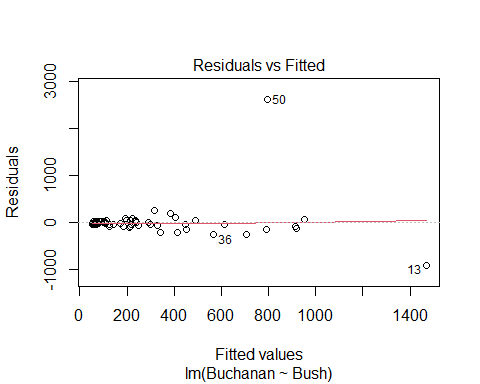 Residuals vs Fitted
3000
1000
0
-1000
Residuals
50
36
13
0 200 400 600 800 1000 1400
Fitted values
lm(Buchanan ~ Bush)